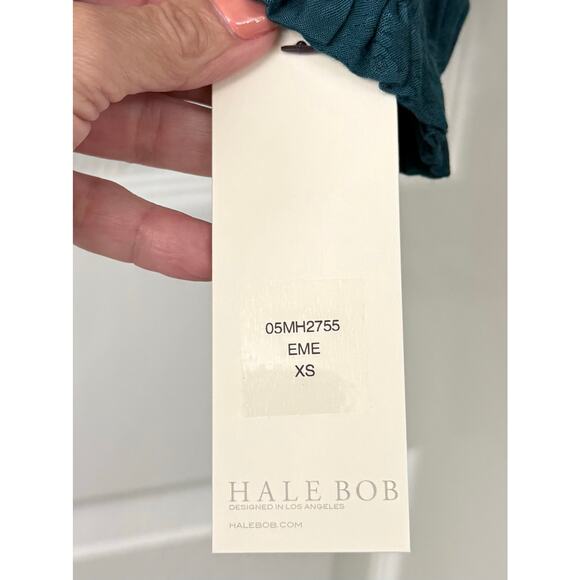 05MH2755
EME
XS
HALE BOB
DESIGNED IN LOS ANGELES
HALEBOB.COM